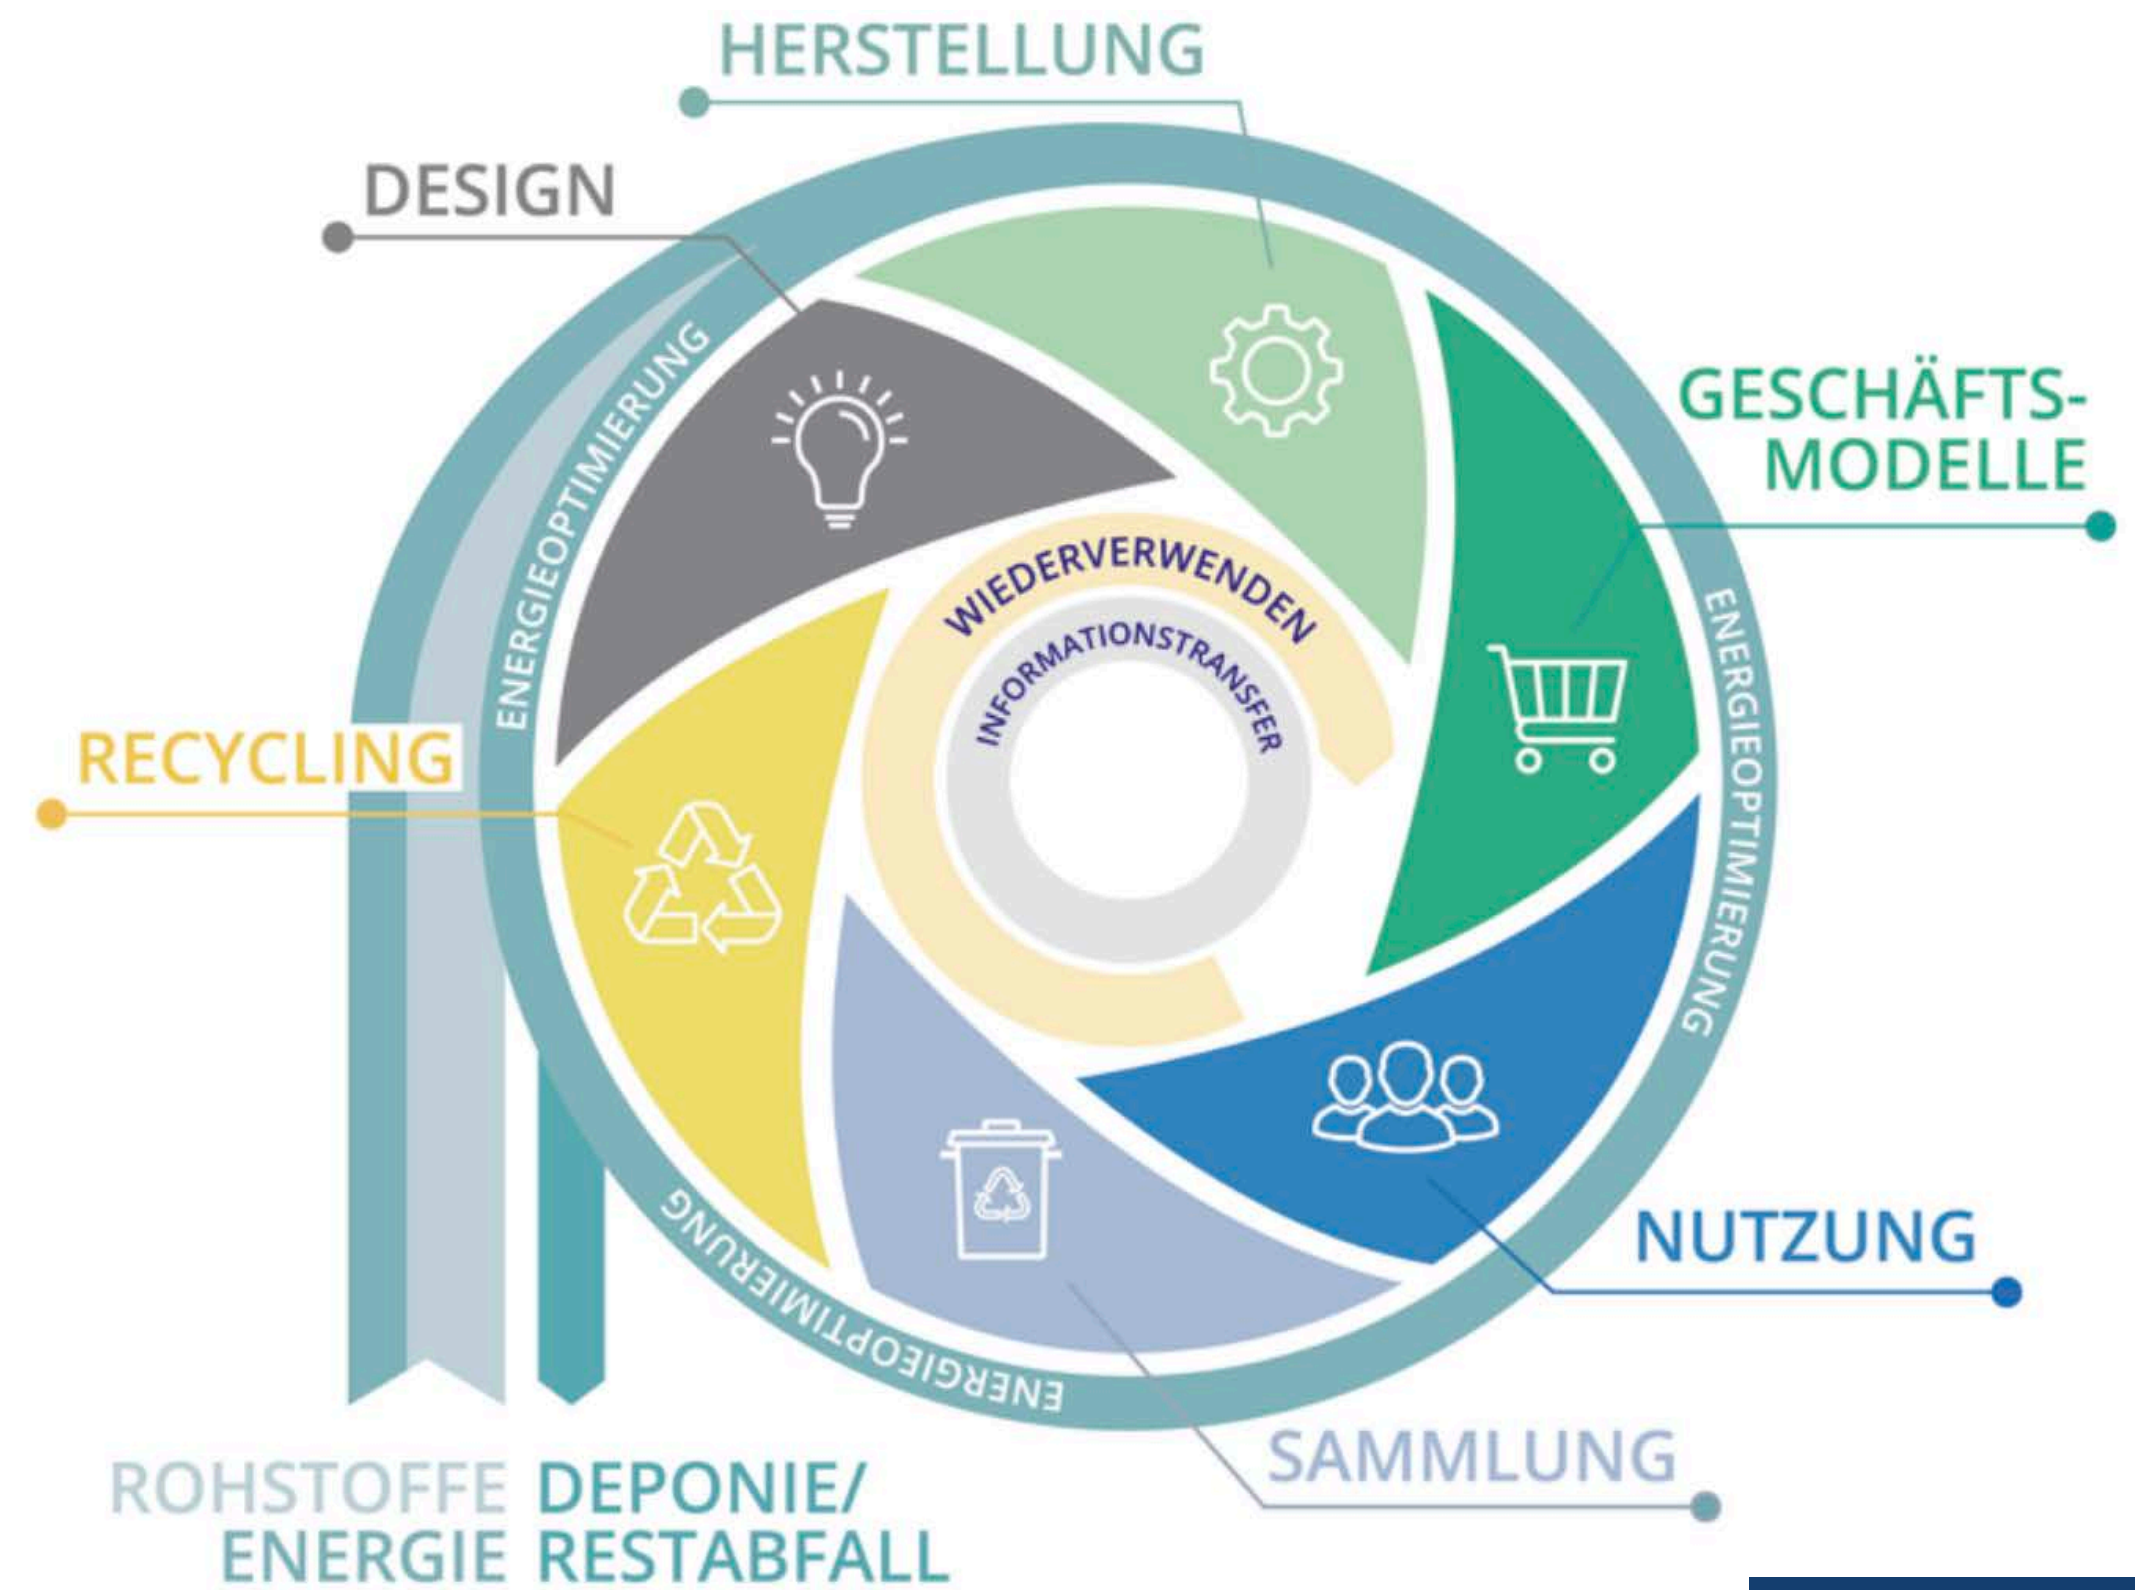 HERSTELLUNG
DESIGN
GESCHÄFTS-
MODELLE
ENERGIEOPTIMIERUNG
WIEDERVERWENDEN
INFORMATIONSTRANSFER
ENERGIEOPTIMIERUNG
RECYCLING
NUTZUNG
ENERGIEOPTIMIERUNG
SAMMLUNG
ROHSTOFFE
ENERGIE
DEPONIE/
RESTABFALL